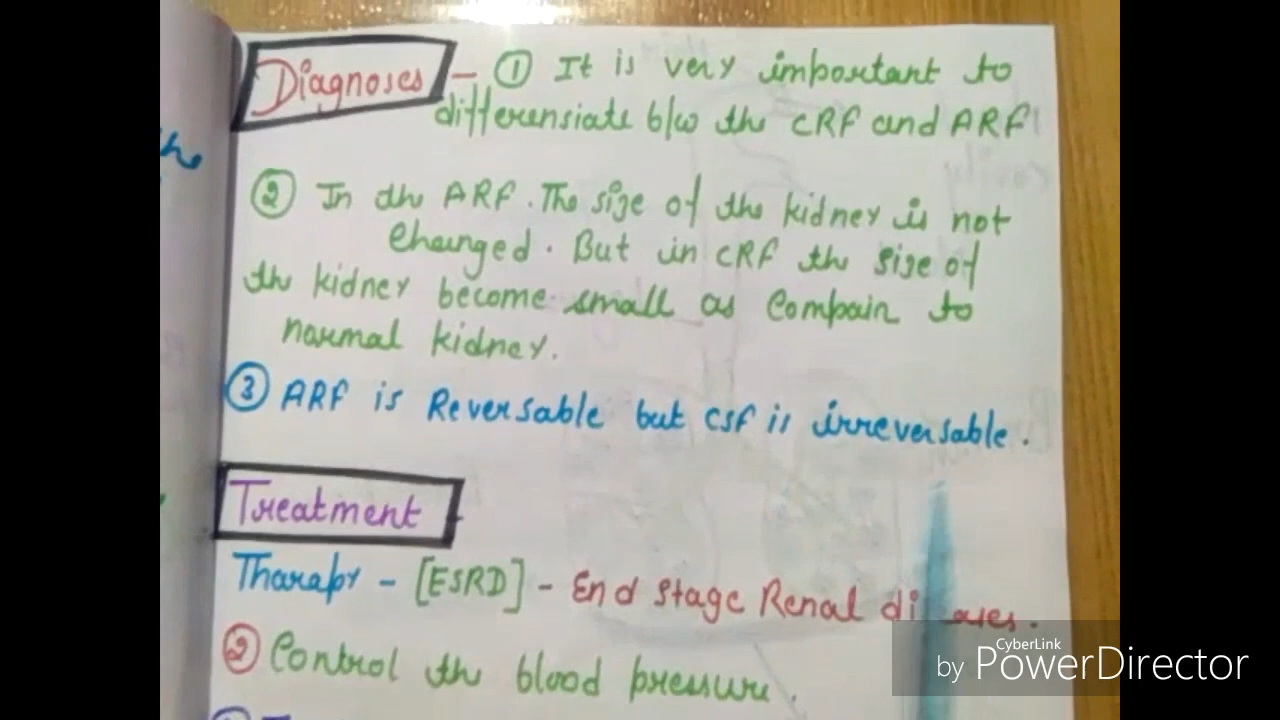 Diagnoses - ① It is very important to
differensiate b/w the CRF and ARF
② In the ARF. The size of the kidney is not
changed. But in CRF the size of
the kidney become small as compain to
normal kidney.
③ ARF is Reversable but CSF is irreversable.
Treatment
Tharapy - [ESRD] - End Stage Renal
② Control the blood pressure.
the
CyberLink
by PowerDirector